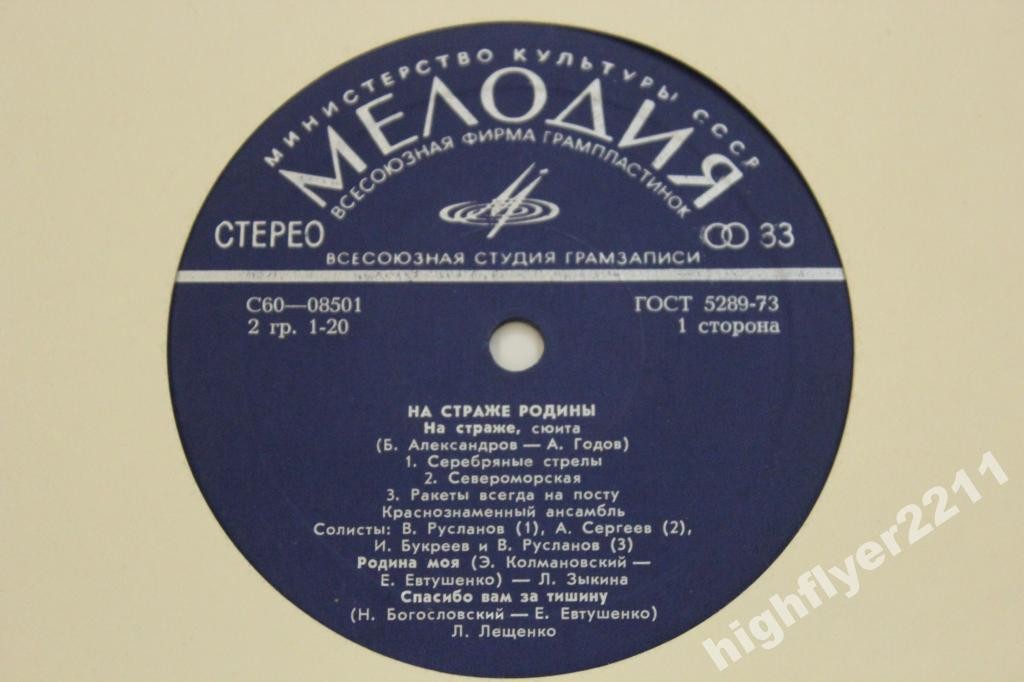 МИНИСТЕРСТВО КУЛЬТУРЫ СССР
МЕЛОДИЯ
ВСЕСОЮЗНАЯ ФИРМА ГРАМПЛАСТИНОК
СТЕРЕО
33
ВСЕСОЮЗНАЯ СТУДИЯ ГРАМЗАПИСИ
С60—08501
ГОСТ 5289-73
2 гр. 1-20
1 сторона
НА СТРАЖЕ РОДИНЫ
На страже, сюита
(Б. Александров — А. Годов)
1. Серебряные стрелы
2. Североморская
3. Ракеты всегда на посту
Краснознаменный ансамбль
Солисты: В. Русланов (1), А. Сергеев (2),
И. Букреев и В. Русланов (3)
Родина моя (Э. Колмановский —
Е. Евтушенко) — Л. Зыкина
Спасибо вам за тишину
(Н. Богословский — Е. Евтушенко)
Л. Лещенко
highflyer2211